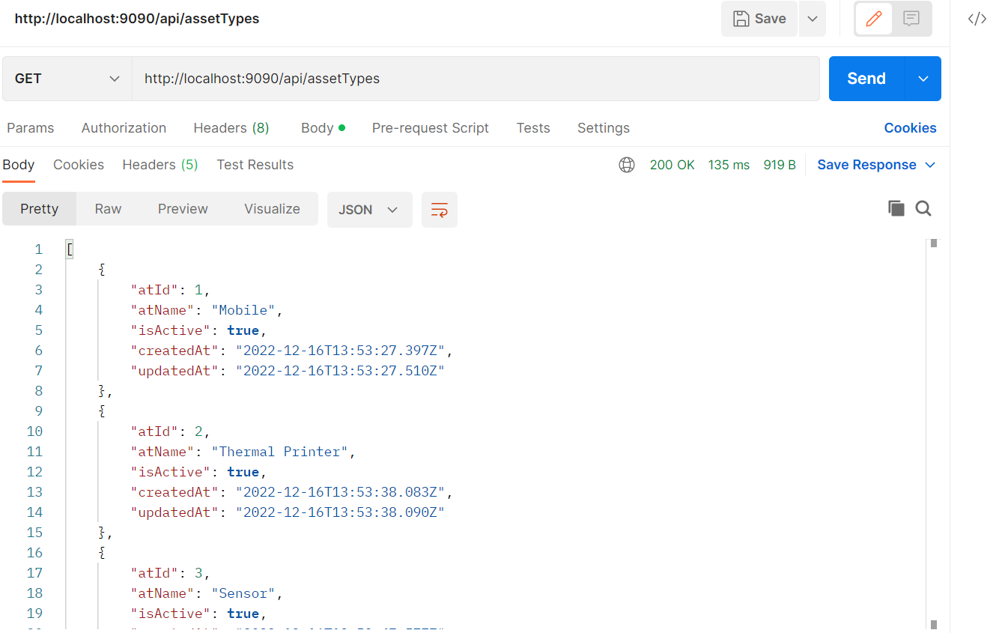 http://localhost:9090/api/assetTypes
Save
</>
GET
http://localhost:9090/api/assetTypes
Send
Params Authorization Headers (8) Body Pre-request Script Tests Settings Cookies
Body Cookies Headers (5) Test Results 200 OK 135 ms 919 B Save Response
Pretty Raw Preview Visualize JSON
1 [
2 {
3 "atId": 1,
4 "atName": "Mobile",
5 "isActive": true,
6 "createdAt": "2022-12-16T13:53:27.397Z",
7 "updatedAt": "2022-12-16T13:53:27.510Z"
8 },
9 {
10 "atId": 2,
11 "atName": "Thermal Printer",
12 "isActive": true,
13 "createdAt": "2022-12-16T13:53:38.083Z",
14 "updatedAt": "2022-12-16T13:53:38.090Z"
15 },
16 {
17 "atId": 3,
18 "atName": "Sensor",
19 "isActive": true,